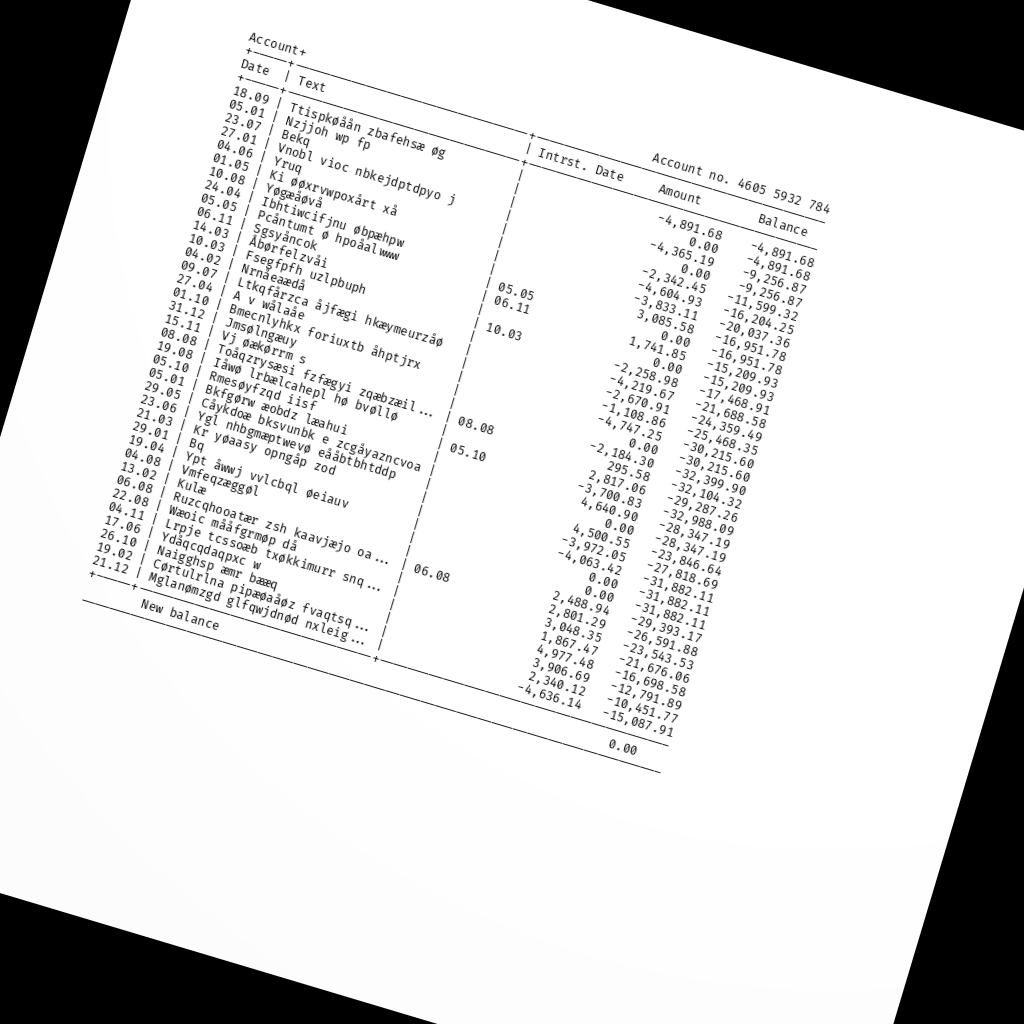 Account+
Account no. 4605 5932 784
Date | Text | Intrst. Date Amount Balance
18.09 | Ttispkøåån zbafehsæ øg | -4,891.68 -4,891.68
05.01 | Nzjjoh wp fp | 0.00 -4,891.68
23.07 | Bekq | -4,365.19 -9,256.87
27.01 | Vnobl vioc nbkejdptdpyo j | 0.00 -9,256.87
04.06 | Yruq | -2,342.45 -11,599.32
01.05 | Ki øøxrvwpoxårt xå | -4,604.93 -16,204.25
10.08 | Yøgæåøvå | -3,833.11 -20,037.36
24.04 | Ibhtiwcifjnu øbpæhpw | 3,085.58 -16,951.78
05.05 | Pcåntumt ø hpoåalwww | 05.05 0.00 -16,951.78
06.11 | Sgsyåncok | 06.11 1,741.85 -15,209.93
14.03 | Åbørfelzvåi | 0.00 -15,209.93
10.03 | Fsegfpfh uzlpbuph | 10.03 -2,258.98 -17,468.91
04.02 | Nrnåeaædå | -4,219.67 -21,688.58
09.07 | Ltkqfårzca åjfægi hkæymeurzåø | -2,670.91 -24,359.49
27.04 | A v wålaåe | -1,108.86 -25,468.35
01.10 | Bmecnlyhkx foriuxtb åhptjrx | -4,747.25 -30,215.60
31.12 | Jmsølngæuy | 0.00 -30,215.60
15.11 | Vj øækørrm s | -2,184.30 -32,399.90
08.08 | Toåqzrysæsi fzfægyi zqæbzæil... | 08.08 295.58 -32,104.32
19.08 | Iåwø lrbælcahepl hø bvøllø | 2,817.06 -29,287.26
05.10 | Rmesøyfzqd iisf | 05.10 -3,700.83 -32,988.09
05.01 | Bkfgørw æobdz læahui | 4,640.90 -28,347.19
29.05 | Cåykdoæ bksvunbk e zcgåyazncvoa | 0.00 -28,347.19
23.06 | Ygl nhbgmæptwevø eååbtbhtddp | 4,500.55 -23,846.64
21.03 | Kr yøaasy opngåp zod | -3,972.05 -27,818.69
29.01 | Bq | -4,063.42 -31,882.11
19.04 | Ypt åwwj vvlcbql øeiauv | 0.00 -31,882.11
04.08 | Vmfeqzæggøl | 0.00 -31,882.11
13.02 | Kulæ | 2,488.94 -29,393.17
06.08 | Ruzcqhooatær zsh kaavjæjo oa... | 06.08 2,801.29 -26,591.88
22.08 | Wæoic mååfgrmøp då | 3,048.35 -23,543.53
04.11 | Lrpje tcssoæb txøkkimurr snq... | 1,867.47 -21,676.06
17.06 | Ydåqcqdaqpxc w | 4,977.48 -16,698.58
26.10 | Naigghsp æmr bææq | 3,906.69 -12,791.89
19.02 | Cørtulrlna pipæøaåøz fvaqtsq... | 2,340.12 -10,451.77
21.12 | Mglanømzgd glfqwjdnød nxleig... | -4,636.14 -15,087.91
New balance 0.00